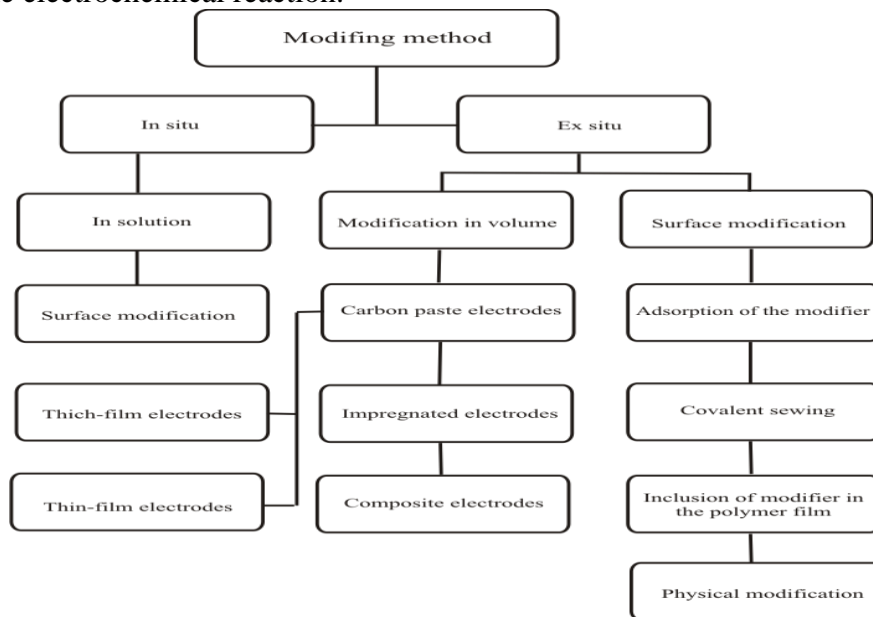 e electrochemical reaction.
Modifing method
In situ
Ex situ
In solution
Modification in volume
Surface modification
Surface modification
Carbon paste electrodes
Adsorption of the modifier
Thich-film electrodes
Impregnated electrodes
Covalent sewing
Thin-film electrodes
Composite electrodes
Inclusion of modifier in
the polymer film
Physical modification